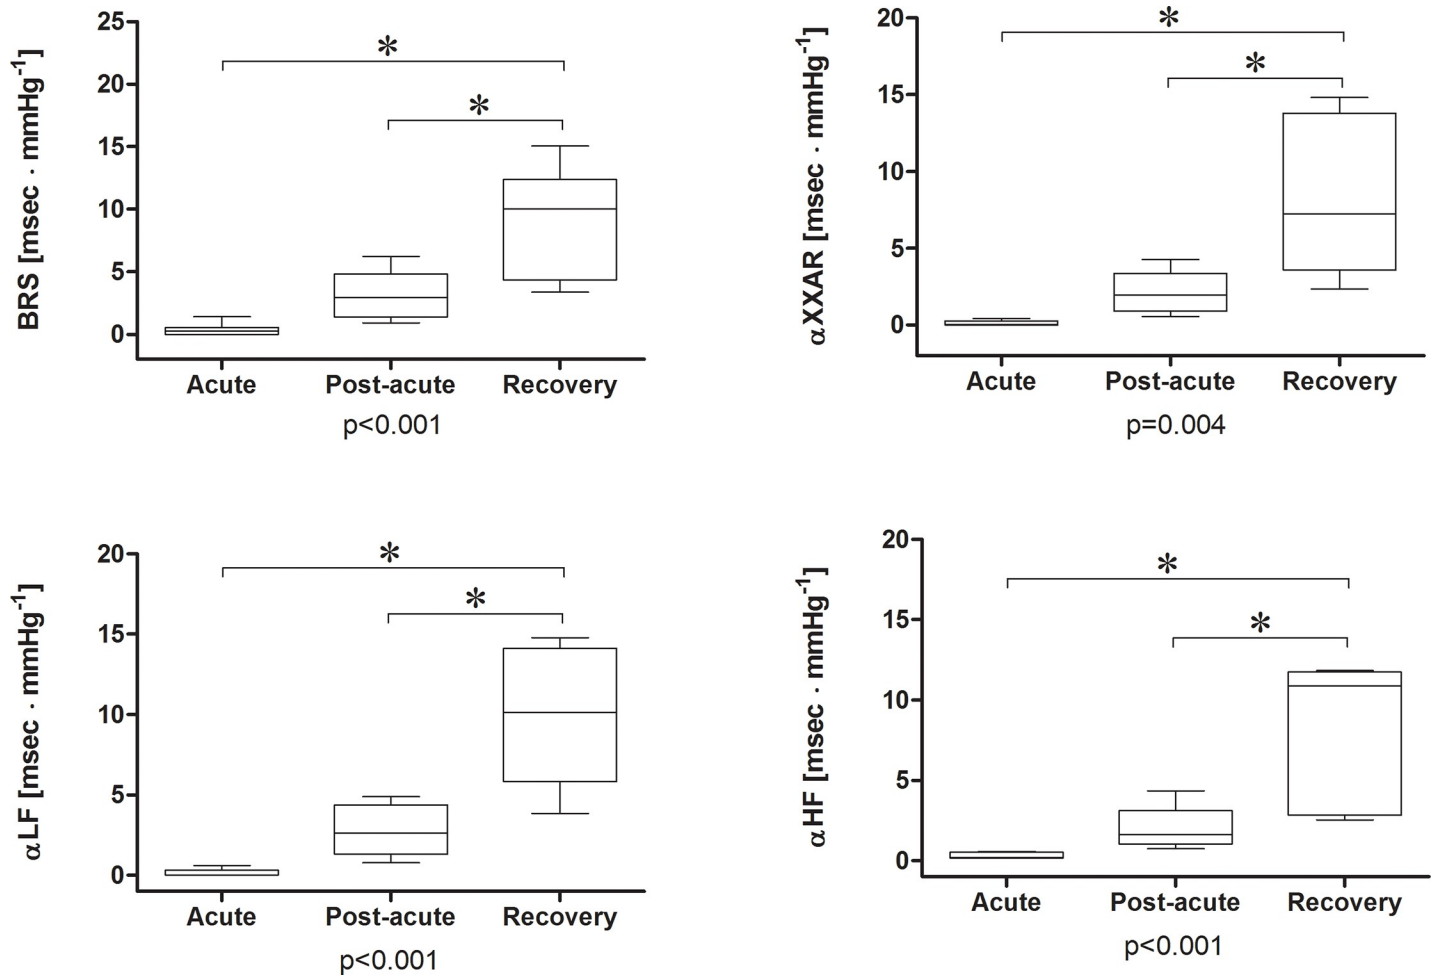 BRS [msec · mmHg⁻¹]
25
20
15
10
5
0
*
*
Acute Post-acute Recovery
p<0.001
αXXAR [msec · mmHg⁻¹]
20
15
10
5
0
*
*
Acute Post-acute Recovery
p=0.004
αLF [msec · mmHg⁻¹]
20
15
10
5
0
*
*
Acute Post-acute Recovery
p<0.001
αHF [msec · mmHg⁻¹]
20
15
10
5
0
*
*
Acute Post-acute Recovery
p<0.001